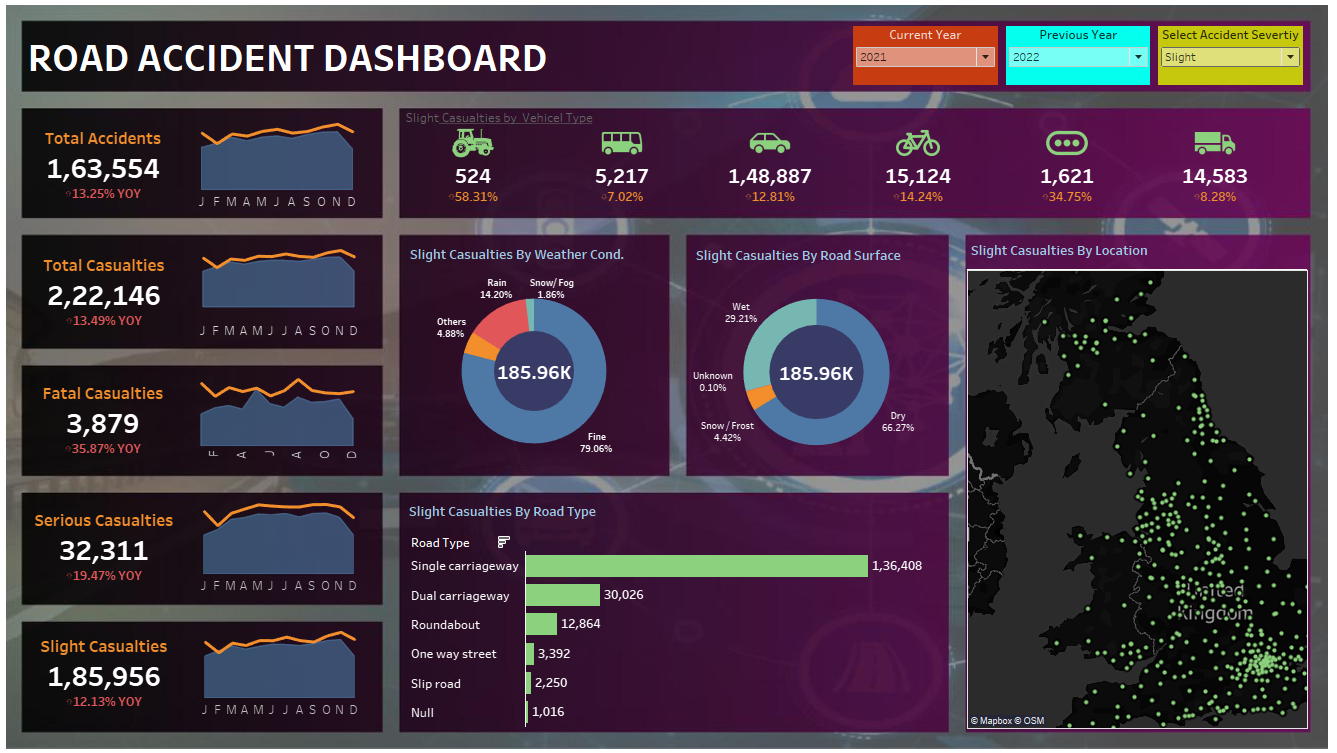 ROAD ACCIDENT DASHBOARD
Current Year
2021
Previous Year
2022
Select Accident Severtiy
Slight
Total Accidents
1,63,554
13.25% YOY
J F M A M J J A S O N D
Total Casualties
2,22,146
13.49% YOY
J F M A M J J A S O N D
Fatal Casualties
3,879
35.87% YOY
F A J A O D
Serious Casualties
32,311
19.47% YOY
J F M A M J J A S O N D
Slight Casualties
1,85,956
12.13% YOY
J F M A M J J A S O N D
Slight Casualties by Vehicel Type
524
58.31%
5,217
7.02%
1,48,887
12.81%
15,124
14.24%
1,621
34.75%
14,583
8.28%
Slight Casualties By Weather Cond.
Rain
14.20%
Snow/ Fog
1.86%
Others
4.88%
185.96K
Fine
79.06%
Slight Casualties By Road Surface
Wet
29.21%
Unknown
0.10%
185.96K
Snow / Frost
4.42%
Dry
66.27%
Slight Casualties By Road Type
Road Type
Single carriageway 1,36,408
Dual carriageway 30,026
Roundabout 12,864
One way street 3,392
Slip road 2,250
Null 1,016
Slight Casualties By Location
United
Kingdom
© Mapbox © OSM